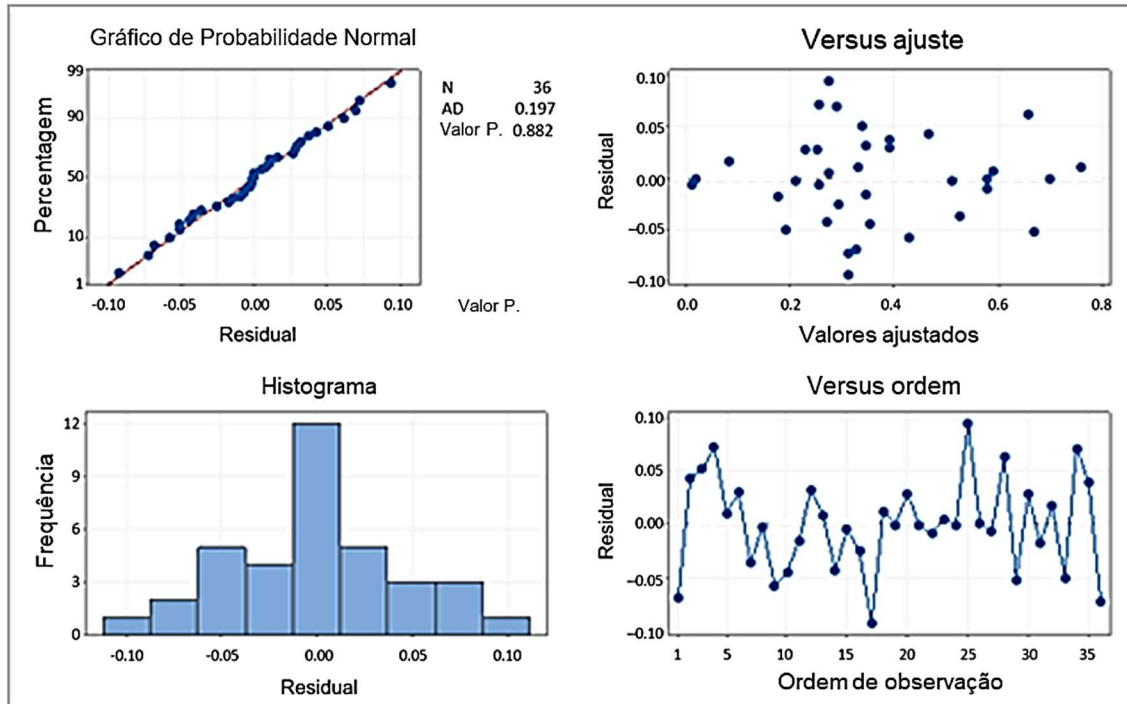 Gráfico de Probabilidade Normal
99
90
50
10
1
Percentagem
-0.10 -0.05 0.00 0.05 0.10
Residual
N 36
AD 0.197
Valor P. 0.882
Valor P.
Versus ajuste
0.10
0.05
0.00
-0.05
-0.10
Residual
0.0 0.2 0.4 0.6 0.8
Valores ajustados
Histograma
12
9
6
3
0
Frequência
-0.10 -0.05 0.00 0.05 0.10
Residual
Versus ordem
0.10
0.05
0.00
-0.05
-0.10
Residual
1 5 10 15 20 25 30 35
Ordem de observação